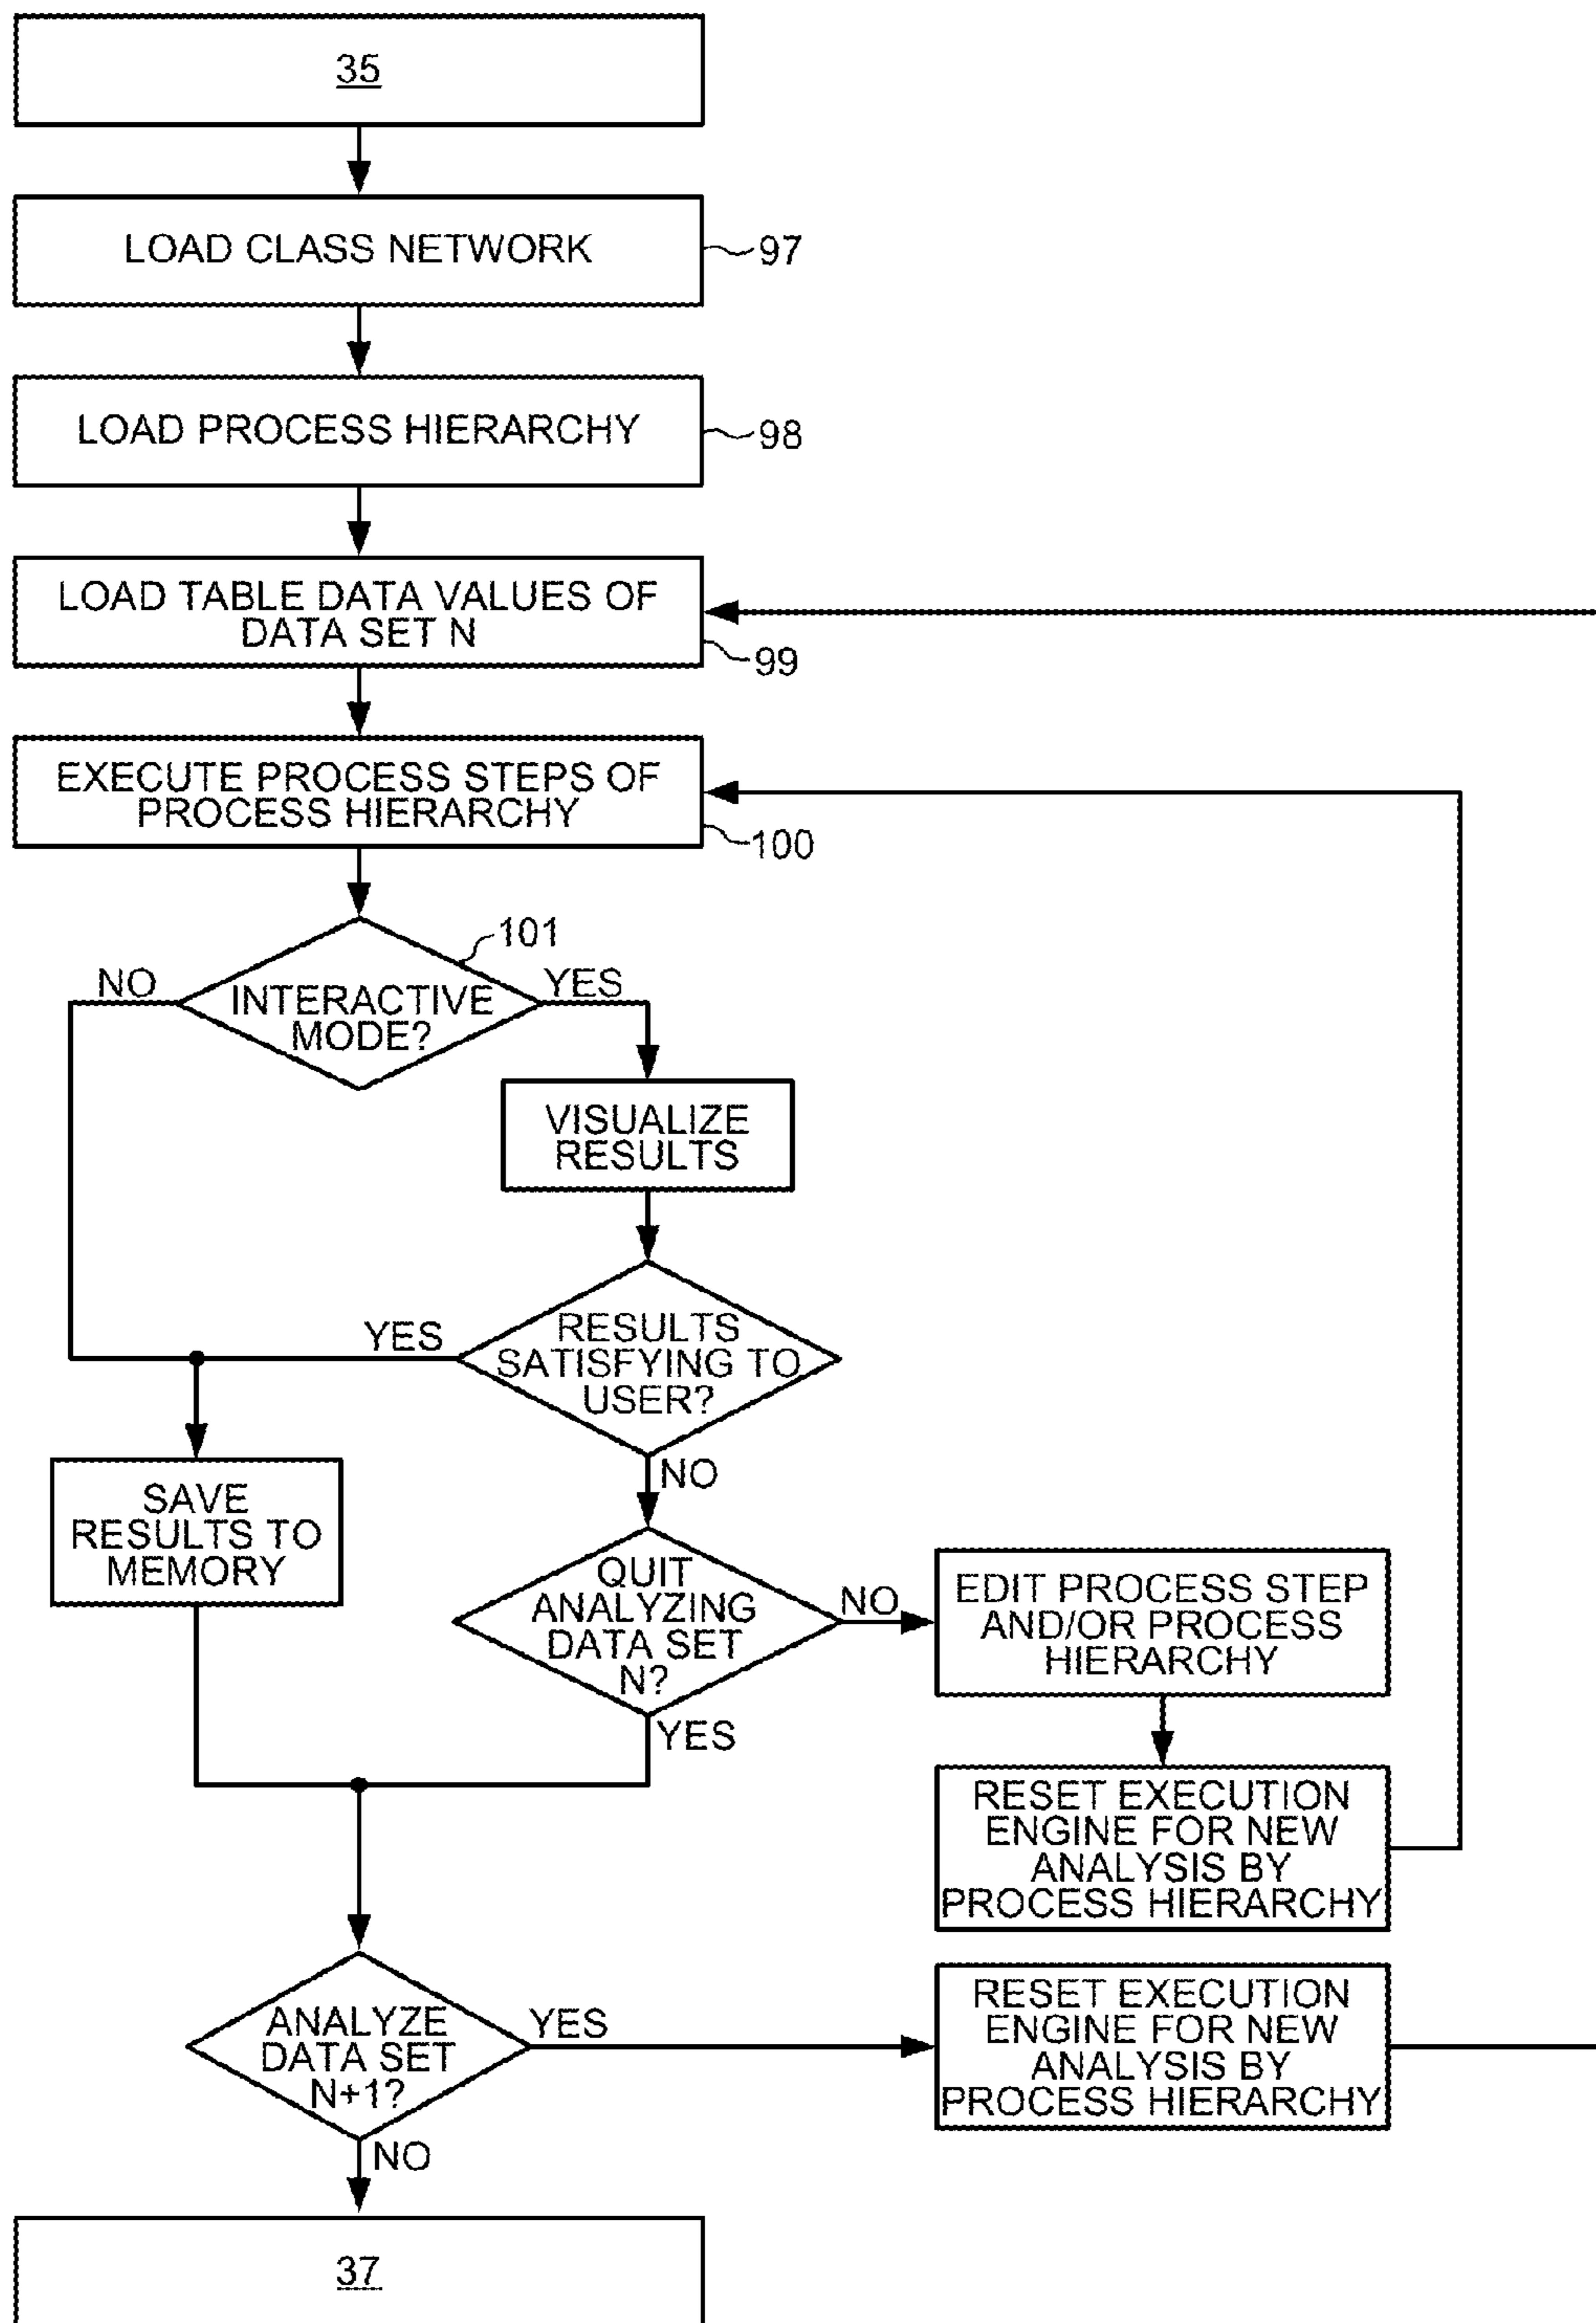 35
LOAD CLASS NETWORK
97
LOAD PROCESS HIERARCHY
98
LOAD TABLE DATA VALUES OF
DATA SET N
99
EXECUTE PROCESS STEPS OF
PROCESS HIERARCHY
100
101
NO
INTERACTIVE
MODE?
YES
VISUALIZE
RESULTS
YES
RESULTS
SATISFYING TO
USER?
NO
SAVE
RESULTS TO
MEMORY
QUIT
ANALYZING
DATA SET
N?
NO
EDIT PROCESS STEP
AND/OR PROCESS
HIERARCHY
YES
RESET EXECUTION
ENGINE FOR NEW
ANALYSIS BY
PROCESS HIERARCHY
ANALYZE
DATA SET
N+1?
YES
RESET EXECUTION
ENGINE FOR NEW
ANALYSIS BY
PROCESS HIERARCHY
NO
37